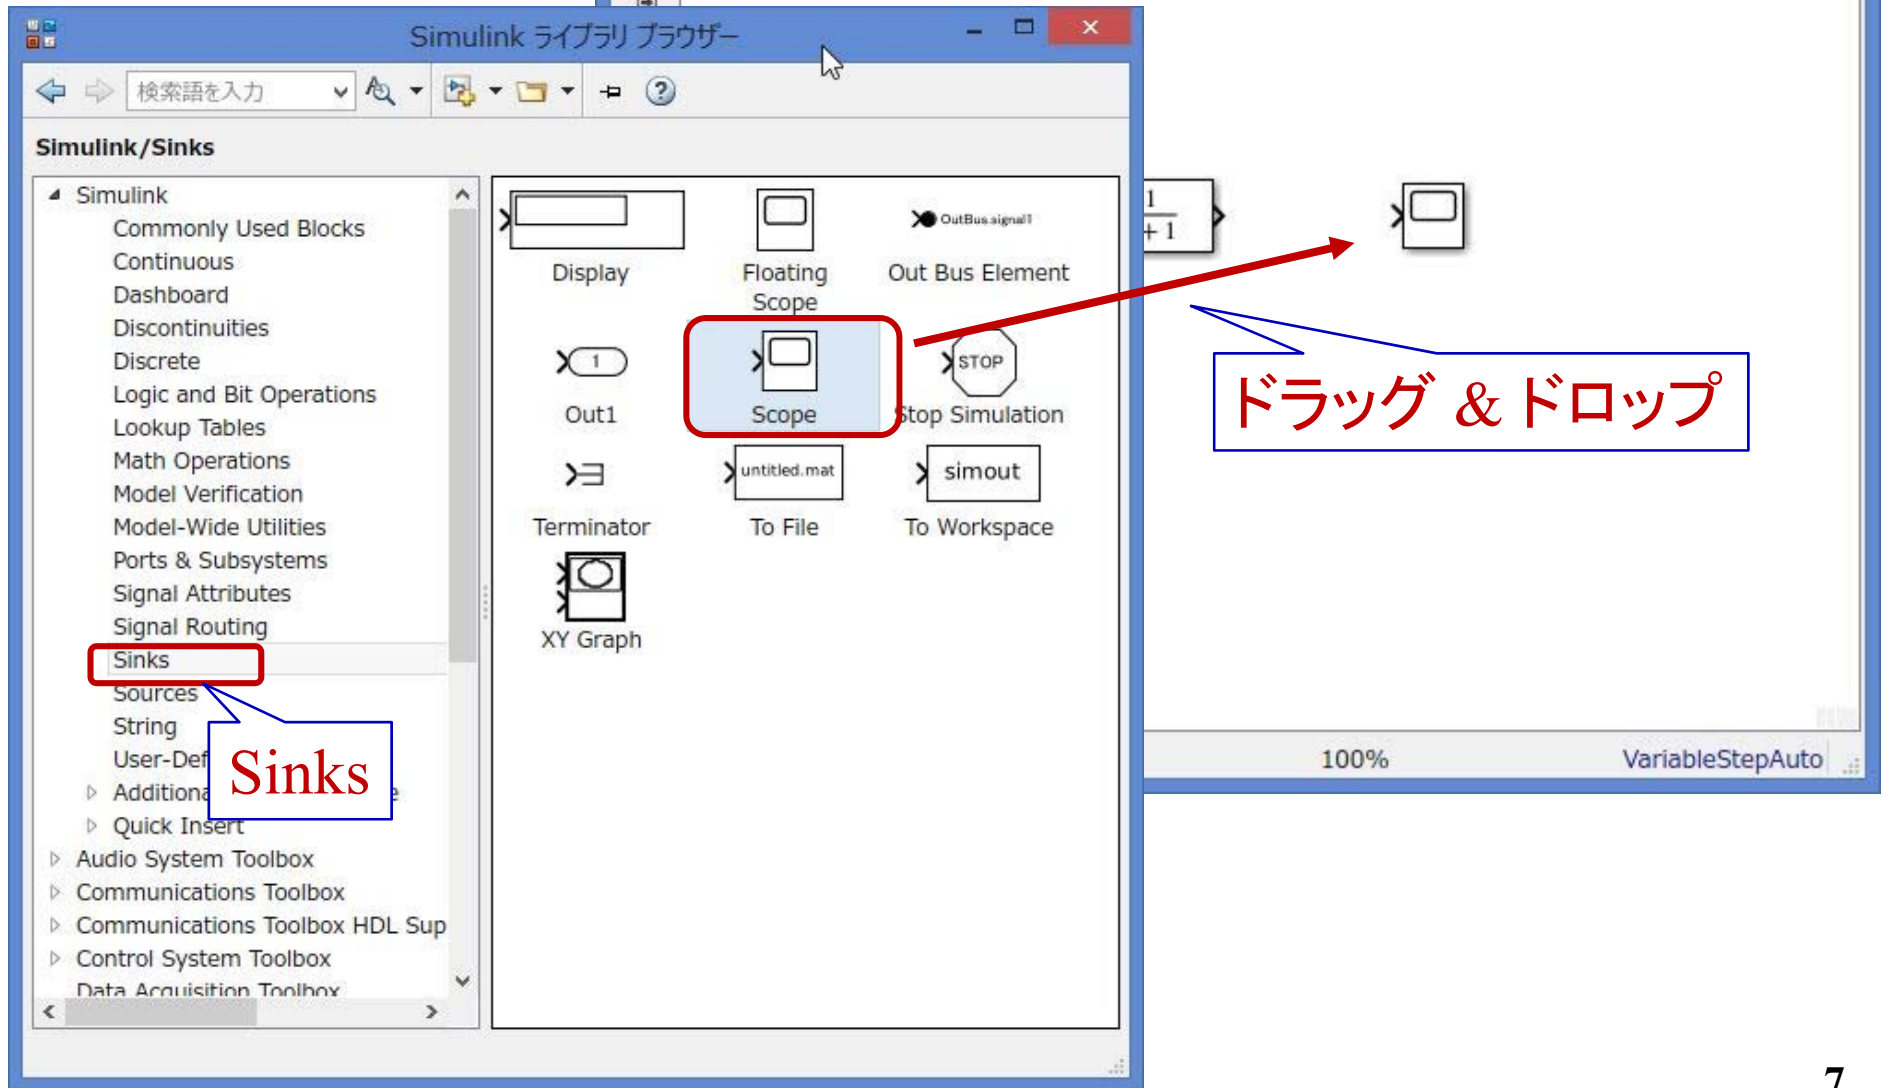 Simulink ライブラリ ブラウザー
検索語を入力
Simulink/Sinks
Simulink
Commonly Used Blocks
Continuous
Dashboard
Discontinuities
Discrete
Logic and Bit Operations
Lookup Tables
Math Operations
Model Verification
Model-Wide Utilities
Ports & Subsystems
Signal Attributes
Signal Routing
Sinks
Sources
String
User-Def
Additiona
e
Quick Insert
Audio System Toolbox
Communications Toolbox
Communications Toolbox HDL Sup
Control System Toolbox
Data Acquisition Toolbox
Sinks
Display
Floating
Scope
OutBus.signal1
Out Bus Element
1
Out1
Scope
STOP
Stop Simulation
Terminator
untitled.mat
To File
simout
To Workspace
XY Graph
1
+ 1
ドラッグ & ドロップ
100%
VariableStepAuto
7